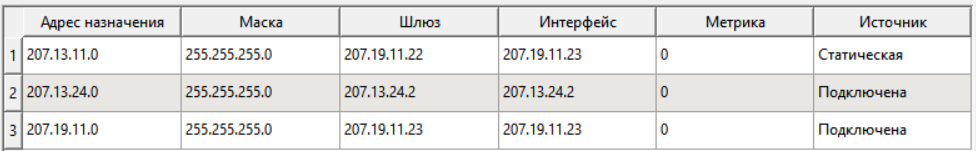 Адрес назначения Маска Шлюз Интерфейс Метрика Источник
1 207.13.11.0 255.255.255.0 207.19.11.22 207.19.11.23 0 Статическая
2 207.13.24.0 255.255.255.0 207.13.24.2 207.13.24.2 0 Подключена
3 207.19.11.0 255.255.255.0 207.19.11.23 207.19.11.23 0 Подключена